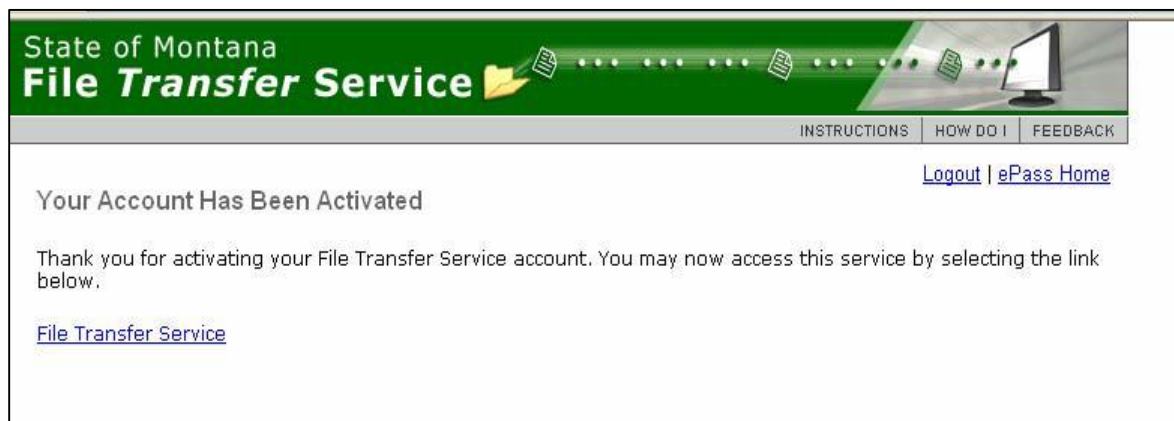 State of Montana
File Transfer Service
INSTRUCTIONS HOW DO I FEEDBACK
Logout | ePass Home
Your Account Has Been Activated
Thank you for activating your File Transfer Service account. You may now access this service by selecting the link
below.
File Transfer Service